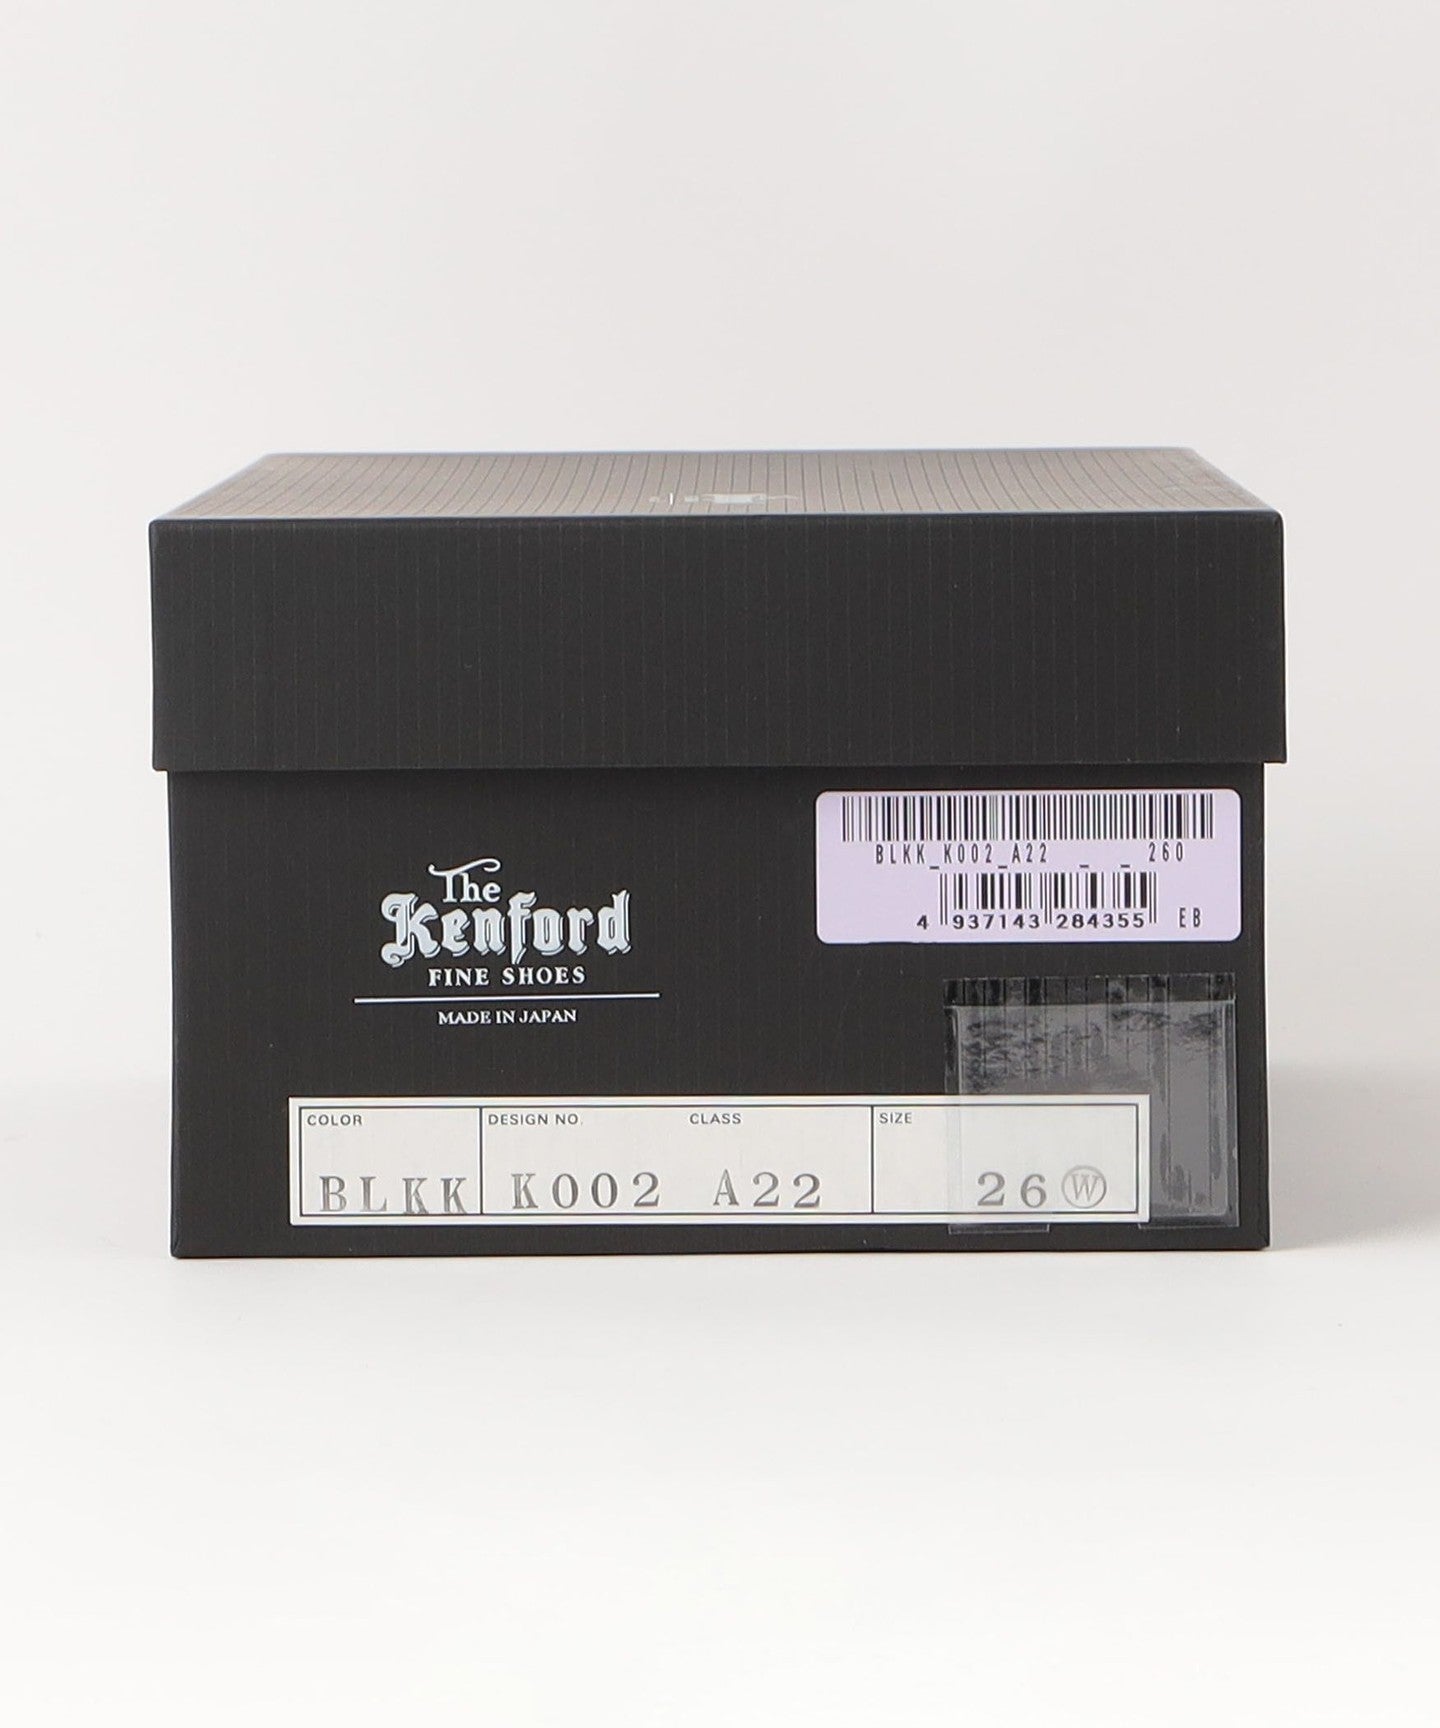 BLKK_K002_A22 _ _ 260
4 937143 284355 EB
The
Kenford
FINE SHOES
MADE IN JAPAN
COLOR DESIGN NO. CLASS SIZE
BLKK K002 A22 26 Ⓦ